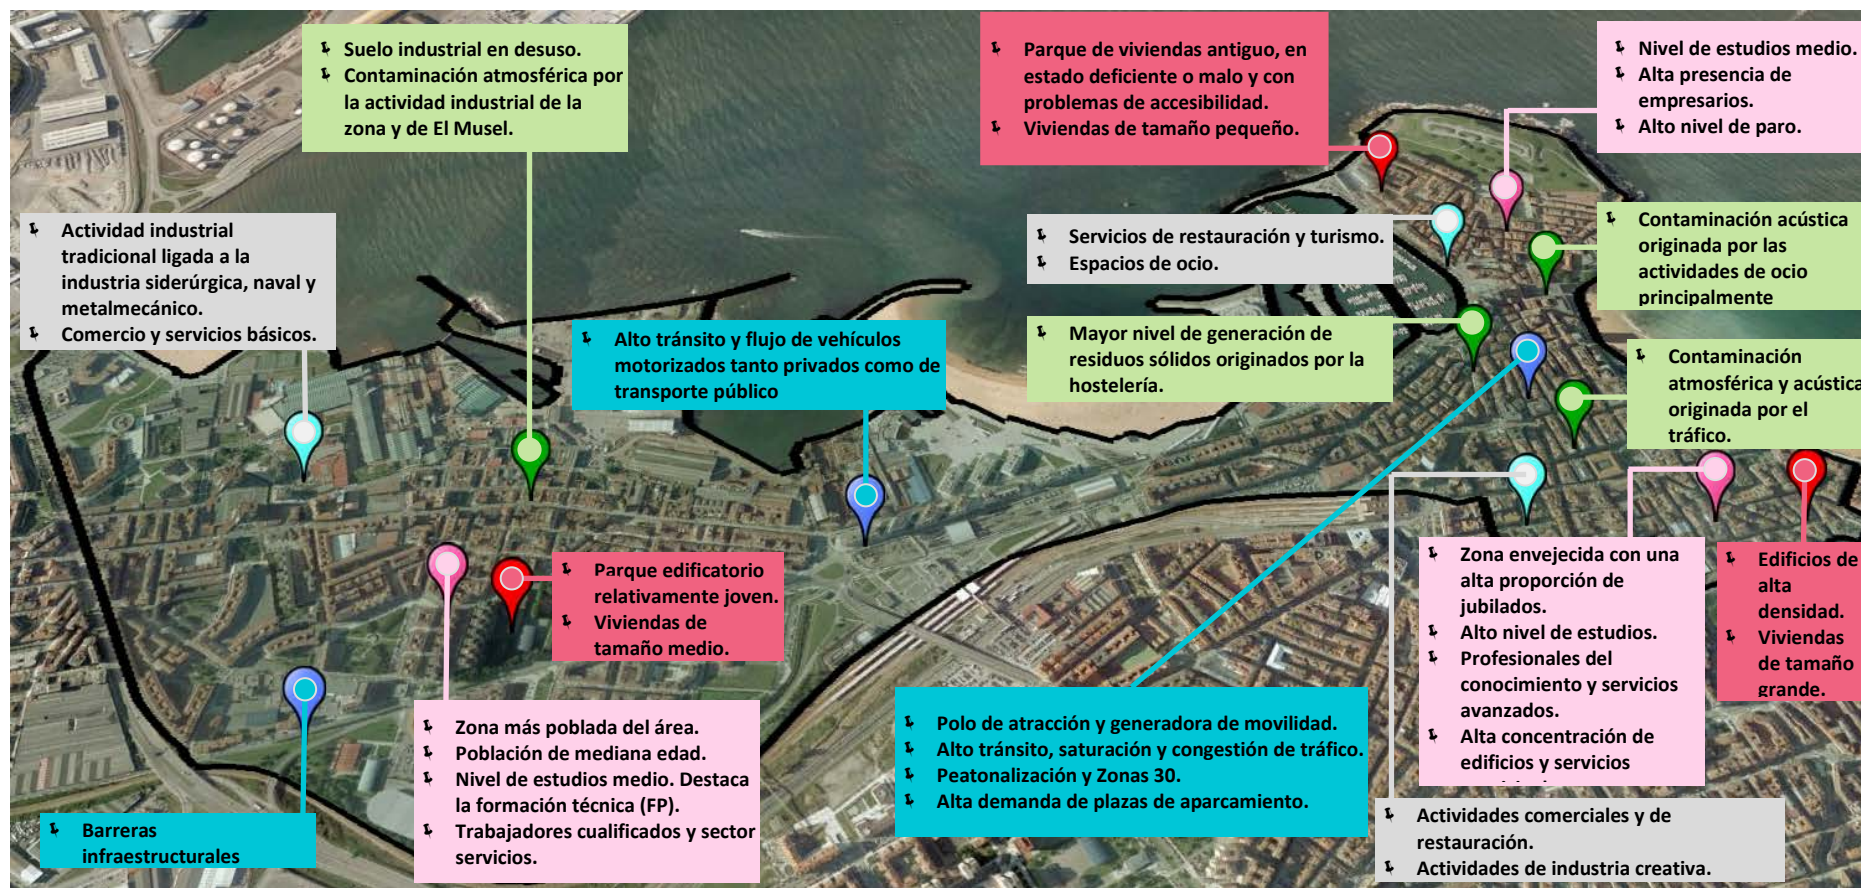 Suelo industrial en desuso.
Contaminación atmosférica por
la actividad industrial de la
zona y de El Musel.
Parque de viviendas antiguo, en
estado deficiente o malo y con
problemas de accesibilidad.
Viviendas de tamaño pequeño.
Nivel de estudios medio.
Alta presencia de
empresarios.
Alto nivel de paro.
Actividad industrial
tradicional ligada a la
industria siderúrgica, naval y
metalmecánico.
Comercio y servicios básicos.
Servicios de restauración y turismo.
Espacios de ocio.
Contaminación acústica
originada por las
actividades de ocio
principalmente
Alto tránsito y flujo de vehículos
motorizados tanto privados como de
transporte público
Mayor nivel de generación de
residuos sólidos originados por la
hostelería.
Contaminación
atmosférica y acústica
originada por el
tráfico.
Parque edificatorio
relativamente joven.
Viviendas de
tamaño medio.
Zona envejecida con una
alta proporción de
jubilados.
Alto nivel de estudios.
Profesionales del
conocimiento y servicios
avanzados.
Alta concentración de
edificios y servicios
Edificios de
alta
densidad.
Viviendas
de tamaño
grande.
Zona más poblada del área.
Población de mediana edad.
Nivel de estudios medio. Destaca
la formación técnica (FP).
Trabajadores cualificados y sector
servicios.
Polo de atracción y generadora de movilidad.
Alto tránsito, saturación y congestión de tráfico.
Peatonalización y Zonas 30.
Alta demanda de plazas de aparcamiento.
Barreras
infraestructurales
Actividades comerciales y de
restauración.
Actividades de industria creativa.